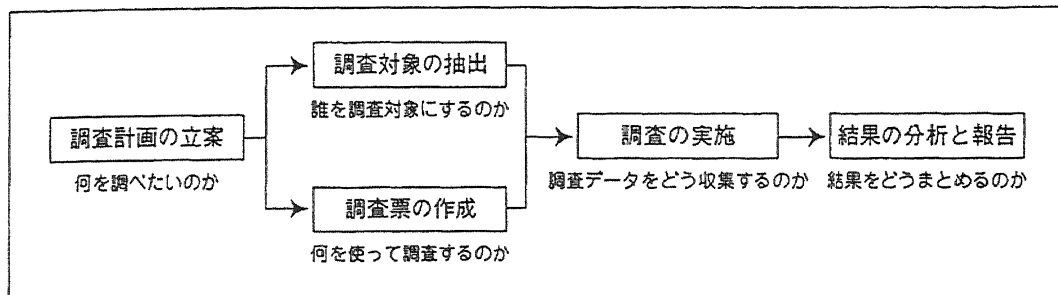 調査対象の抽出
誰を調査対象にするのか
調査計画の立案
何を調べたいのか
調査票の作成
何を使って調査するのか
調査の実施
調査データをどう収集するのか
結果の分析と報告
結果をどうまとめるのか